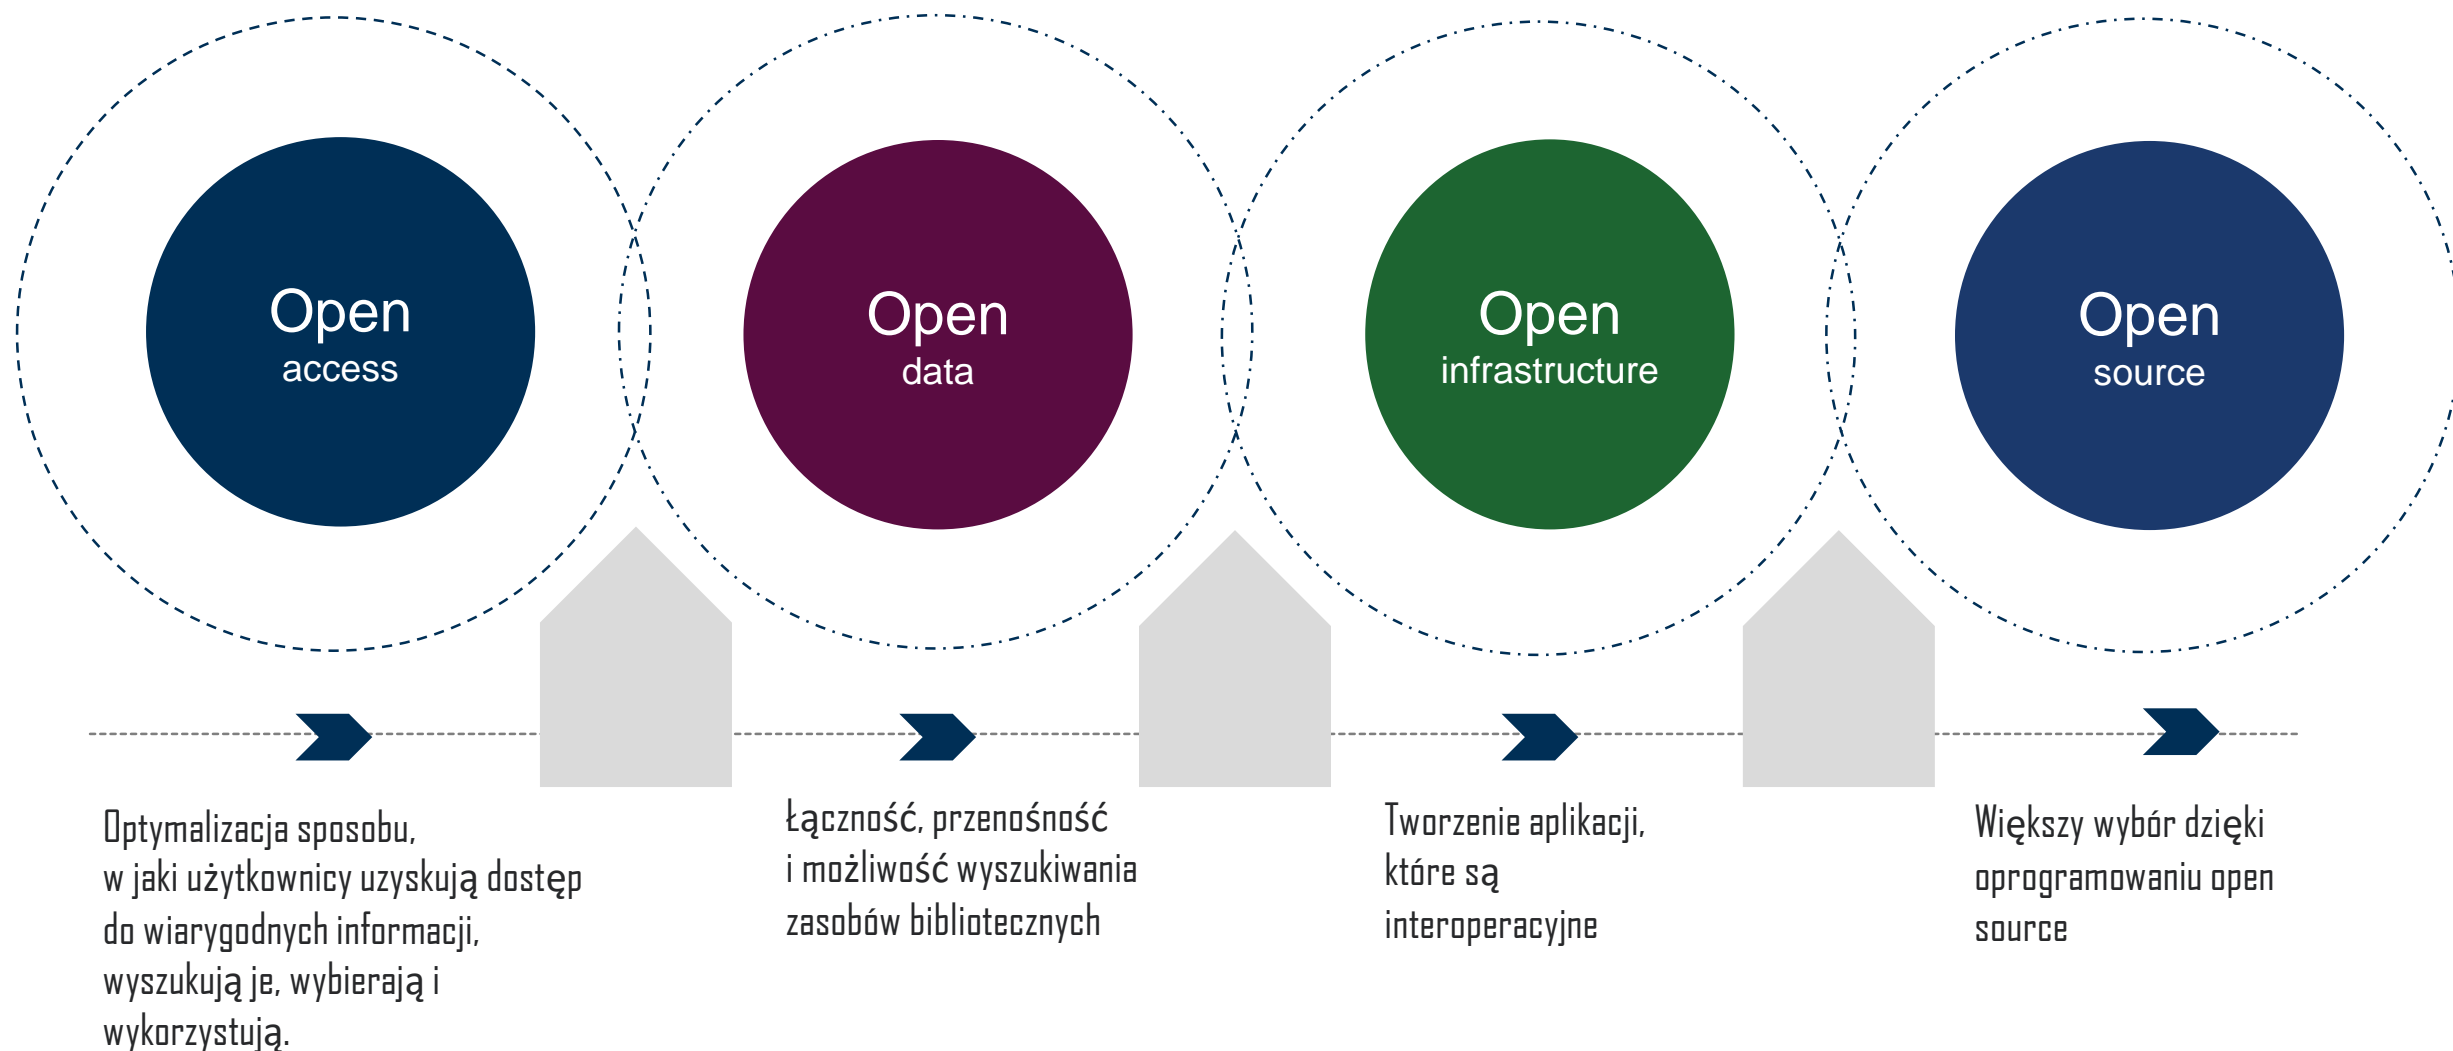 Open
access
Open
data
Open
infrastructure
Open
source
Optymalizacja sposobu,
w jaki użytkownicy uzyskują dostęp
do wiarygodnych informacji,
wyszukują je, wybierają i
wykorzystują.
Łączność, przenośność
i możliwość wyszukiwania
zasobów bibliotecznych
Tworzenie aplikacji,
które są
interoperacyjne
Większy wybór dzięki
oprogramowaniu open
source